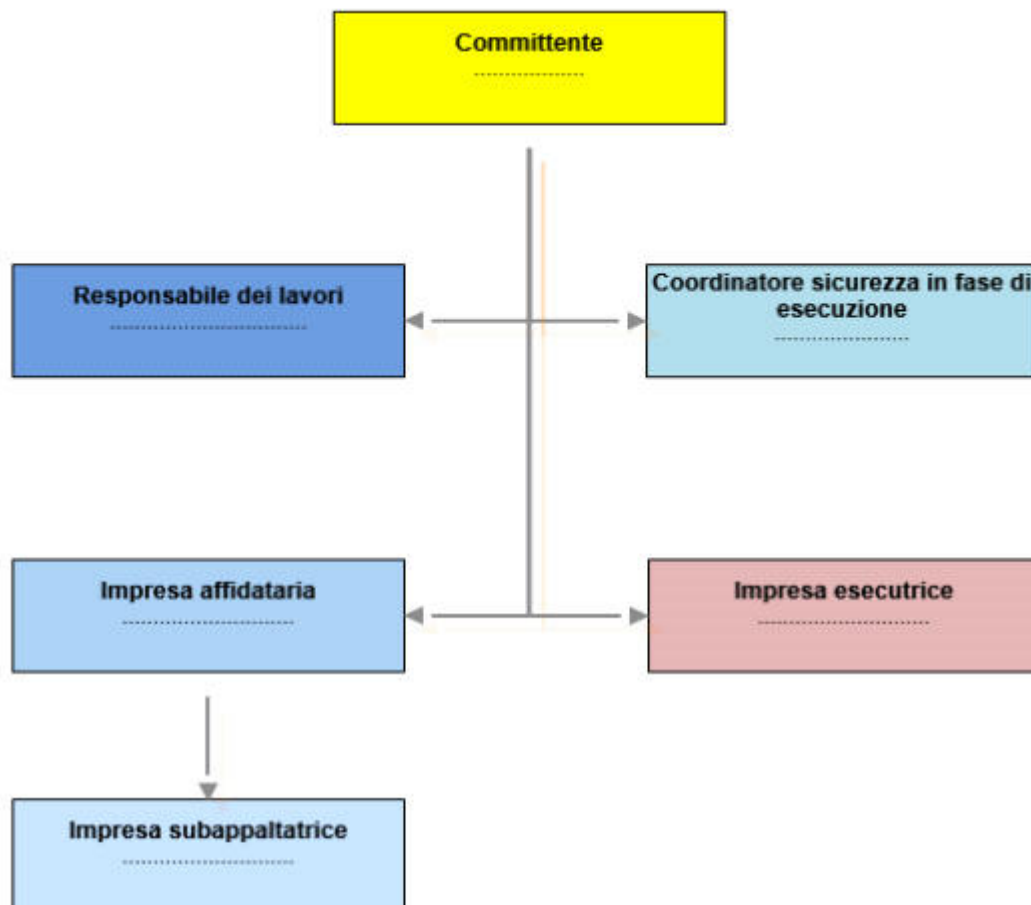 Committente
..................
Responsabile dei lavori
................................
Coordinatore sicurezza in fase di
esecuzione
......................
Impresa affidataria
............................
Impresa esecutrice
............................
Impresa subappaltatrice
............................